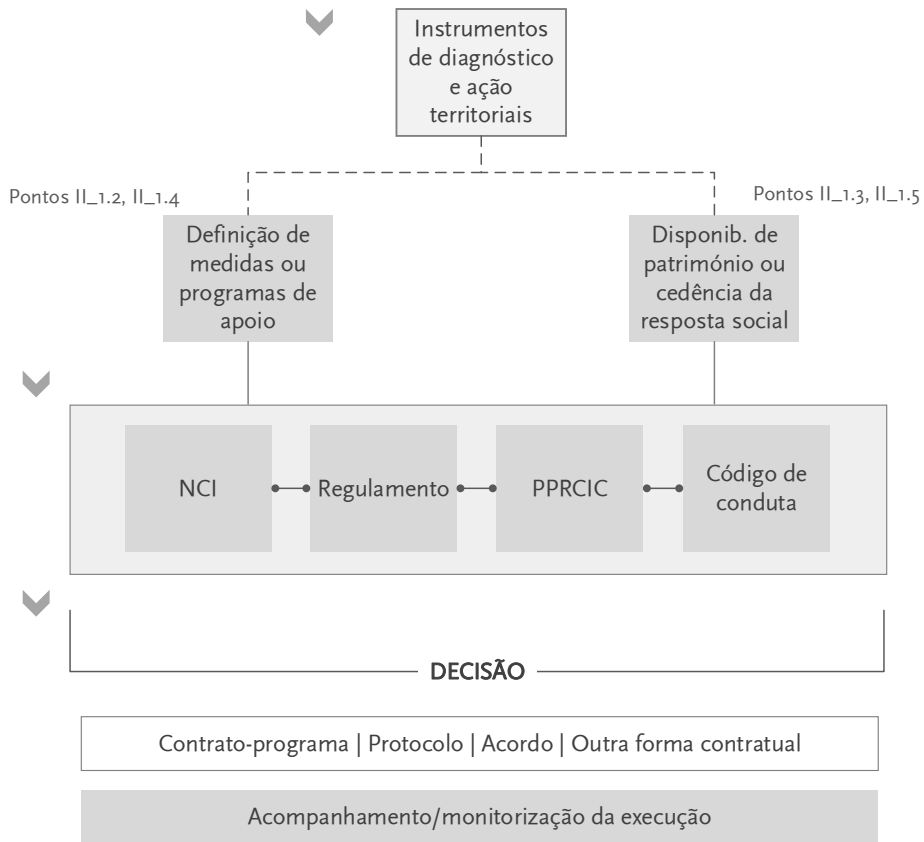 Instrumentos
de diagnóstico
e ação
territoriais
Pontos II_1.2, II_1.4
Pontos II_1.3, II_1.5
Definição de
medidas ou
programas de
apoio
Disponib. de
património ou
cedência da
resposta social
NCI
Regulamento
PPRCIC
Código de
conduta
DECISÃO
Contrato-programa | Protocolo | Acordo | Outra forma contratual
Acompanhamento/monitorização da execução